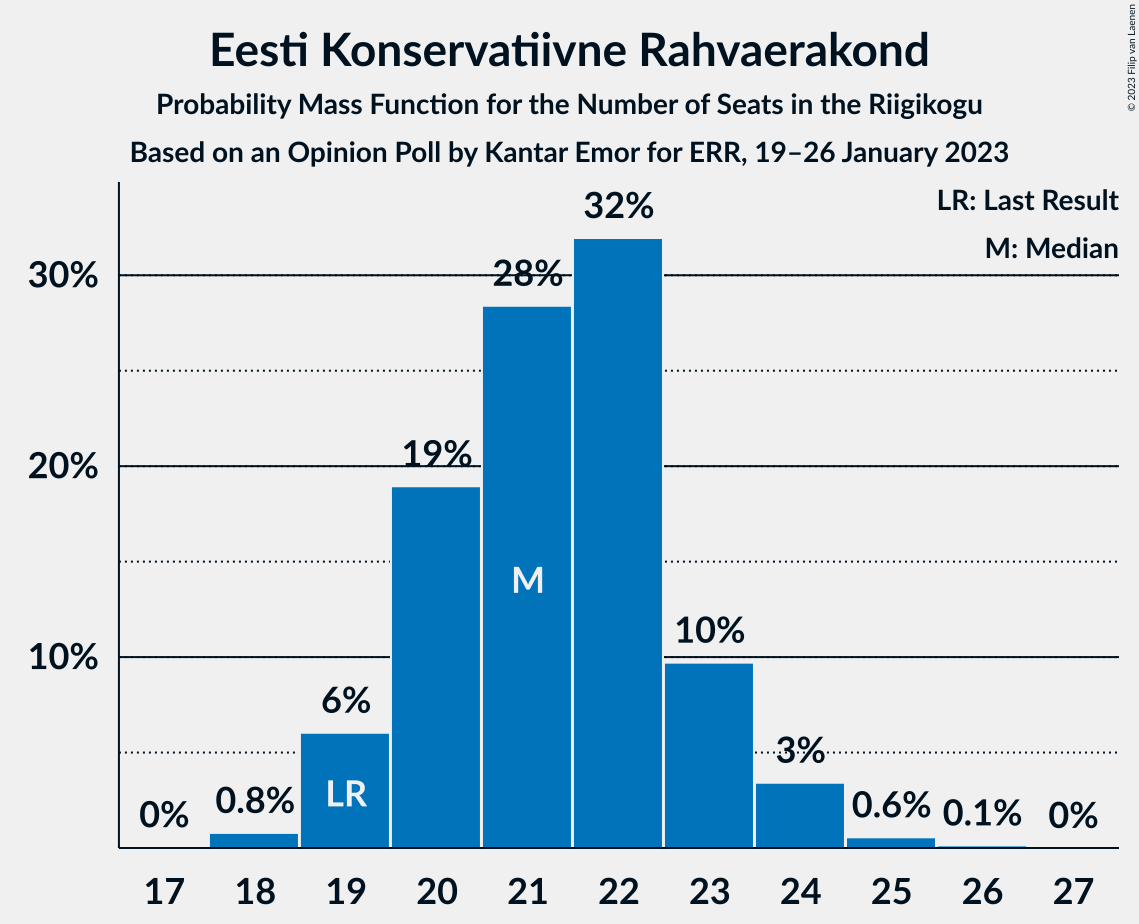 Eesti Konservatiivne Rahvaerakond
Probability Mass Function for the Number of Seats in the Riigikogu
Based on an Opinion Poll by Kantar Emor for ERR, 19–26 January 2023
© 2023 Filip van Laenen
LR: Last Result
M: Median
30%
20%
10%
0%
0.8%
6%
19%
28%
32%
10%
3%
0.6%
0.1%
0%
LR
M
17 18 19 20 21 22 23 24 25 26 27